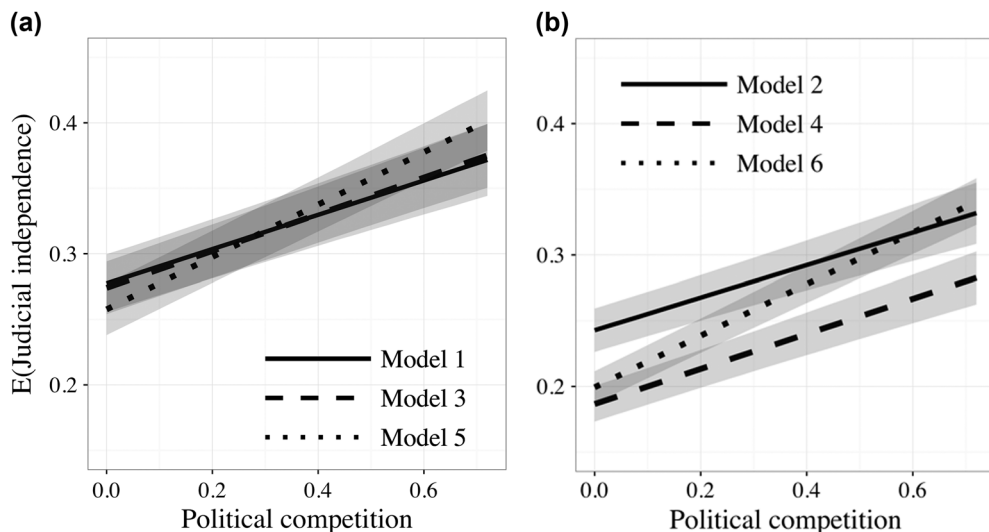 (a)
E(Judicial independence)
0.4
0.3
0.2
Model 1
Model 3
Model 5
0.0 0.2 0.4 0.6
Political competition
(b)
0.4
0.3
0.2
Model 2
Model 4
Model 6
0.0 0.2 0.4 0.6
Political competition